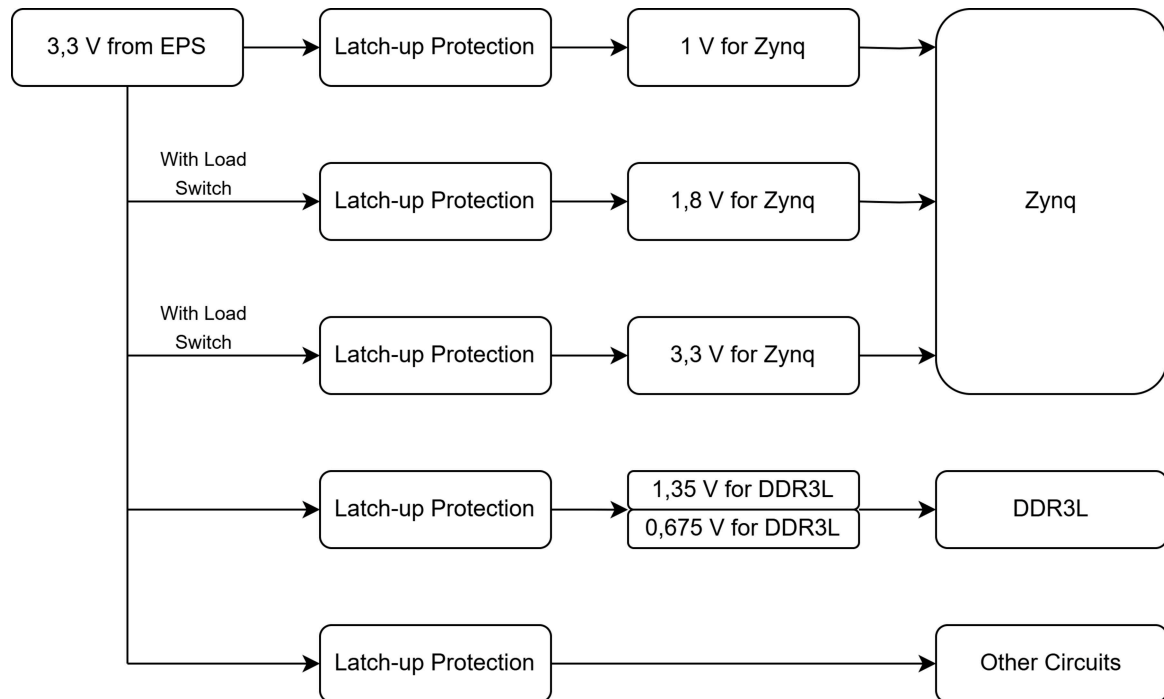 3,3 V from EPS
Latch-up Protection
1 V for Zynq
With Load
Switch
Latch-up Protection
1,8 V for Zynq
Zynq
With Load
Switch
Latch-up Protection
3,3 V for Zynq
Latch-up Protection
1,35 V for DDR3L
0,675 V for DDR3L
DDR3L
Latch-up Protection
Other Circuits